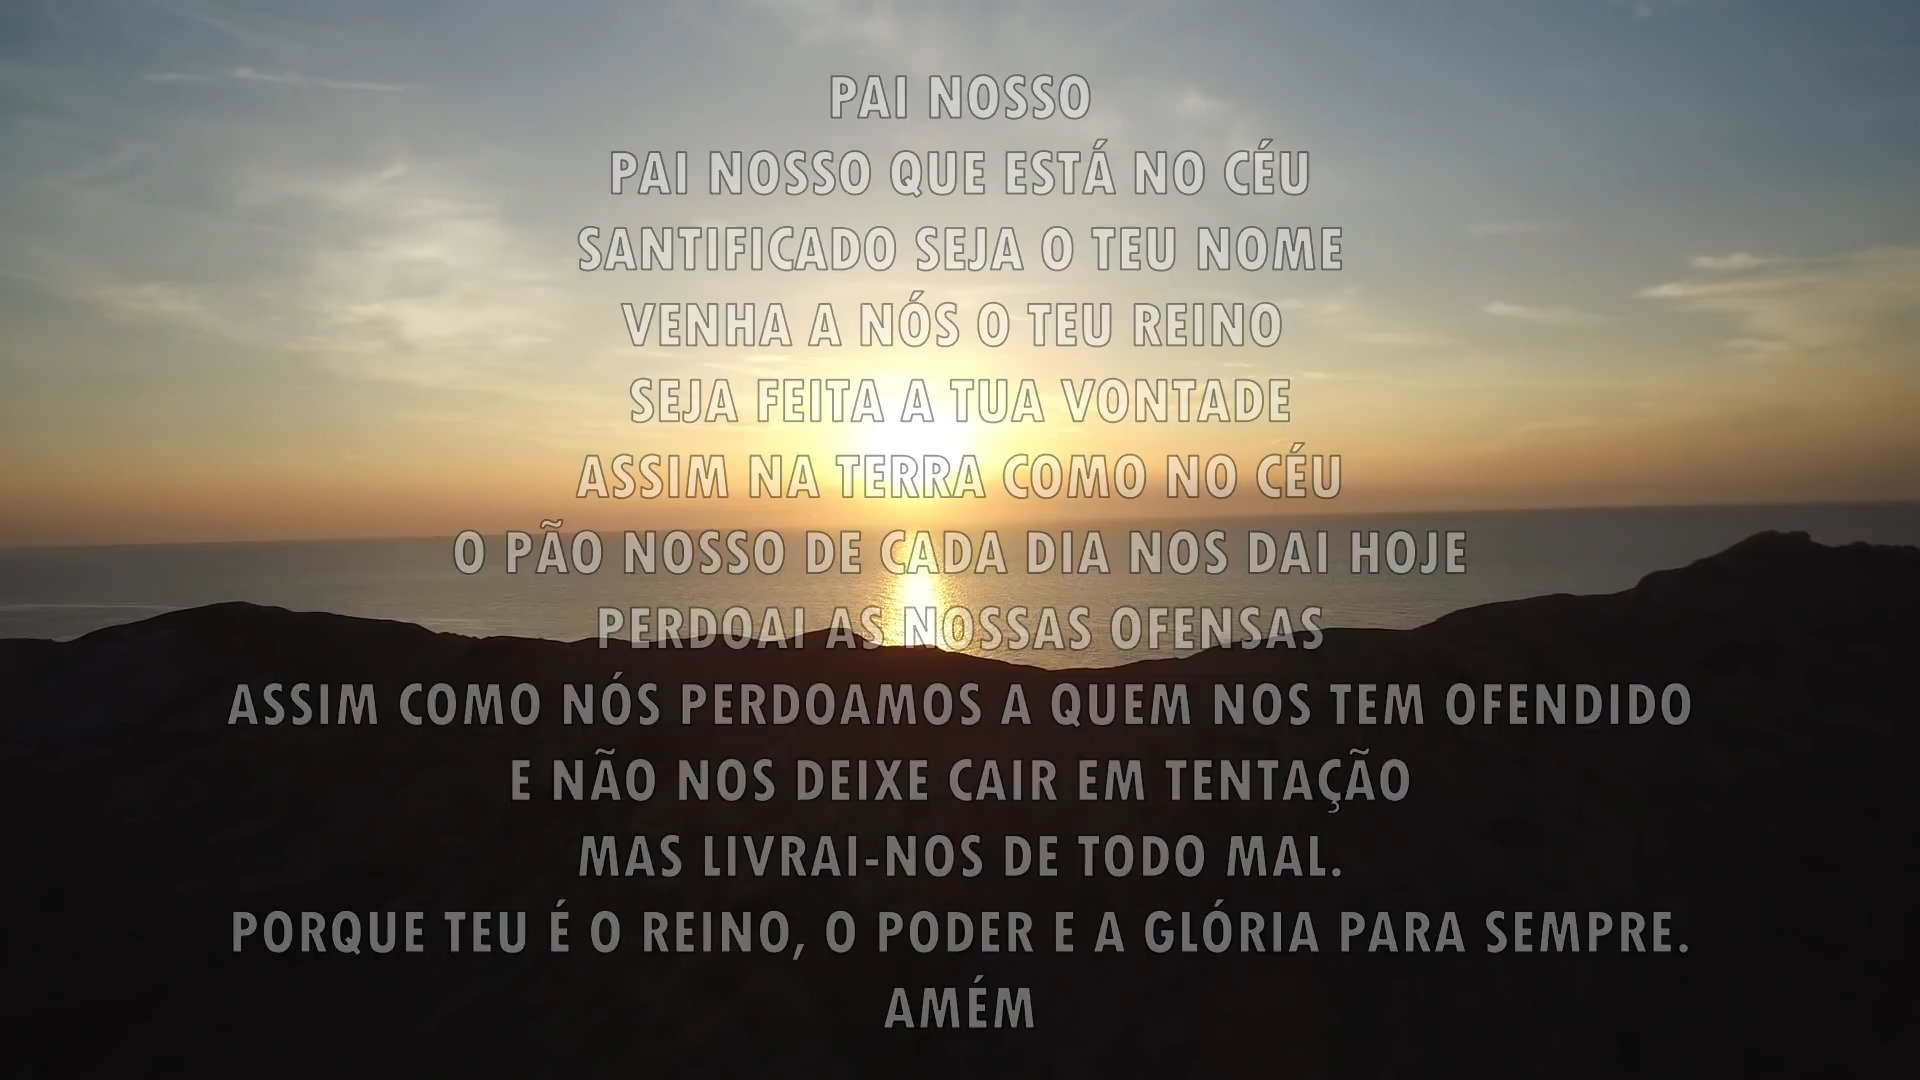 PAI NOSSO
PAI NOSSO QUE ESTÁ NO CÉU
SANTIFICADO SEJA O TEU NOME
VENHA A NÓS O TEU REINO
SEJA FEITA A TUA VONTADE
ASSIM NA TERRA COMO NO CÉU
O PÃO NOSSO DE CADA DIA NOS DAI HOJE
PERDOAI AS NOSSAS OFENSAS
ASSIM COMO NÓS PERDOAMOS A QUEM NOS TEM OFENDIDO
E NÃO NOS DEIXE CAIR EM TENTAÇÃO
MAS LIVRAI-NOS DE TODO MAL.
PORQUE TEU É O REINO, O PODER E A GLÓRIA PARA SEMPRE.
AMÉM